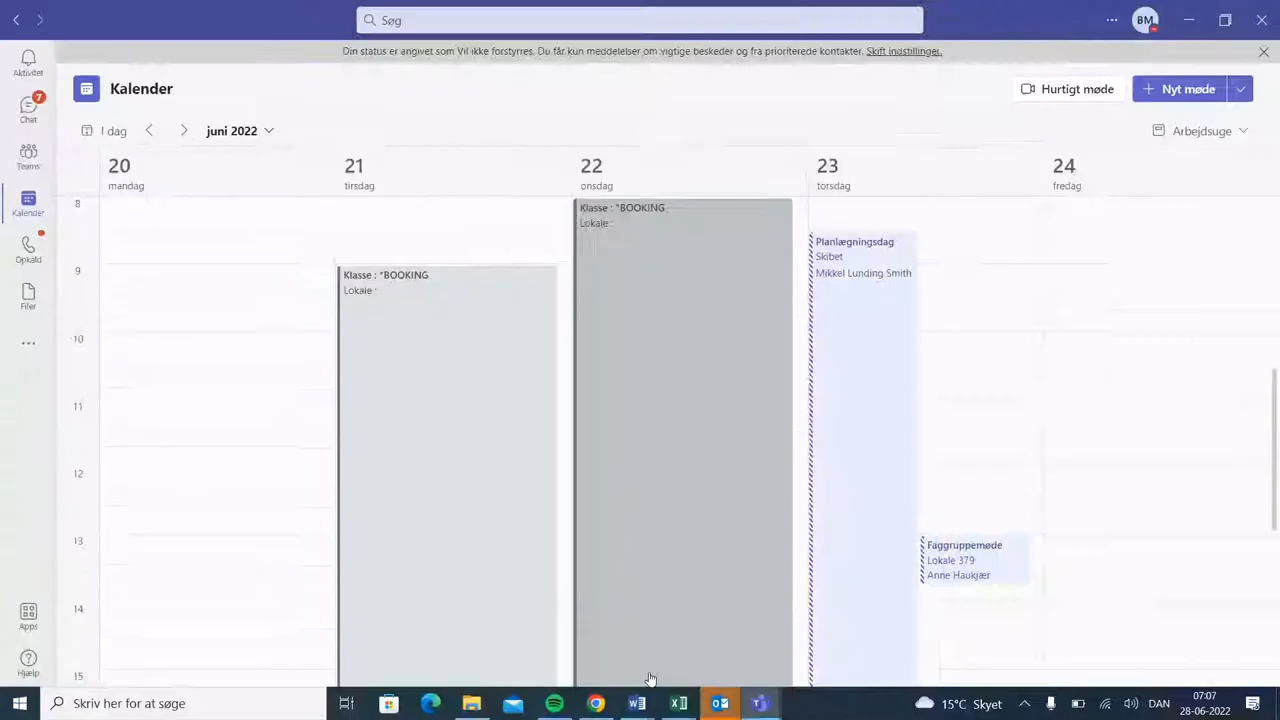 Søg
BM
Din status er angivet som Vil ikke forstyrres. Du får kun meddelelser om vigtige beskeder og fra prioriterede kontakter. Skift indstillinger.
Aktivitet
Kalender
Hurtigt møde
Nyt møde
7
Chat
I dag
juni 2022
Arbejdsuge
Teams
20
mandag
21
tirsdag
22
onsdag
23
torsdag
24
fredag
Kalender
8
Klasse : *BOOKING
Lokale :
Planlægningsdag
Skibet
Mikkel Lunding Smith
Opkald
9
Klasse : *BOOKING
Lokale :
Filer
10
11
12
13
Faggruppemøde
Lokale 379
Anne Haukjær
14
Apps
15
Hjælp
Skriv her for at søge
15°C Skyet
DAN
07:07
28-06-2022